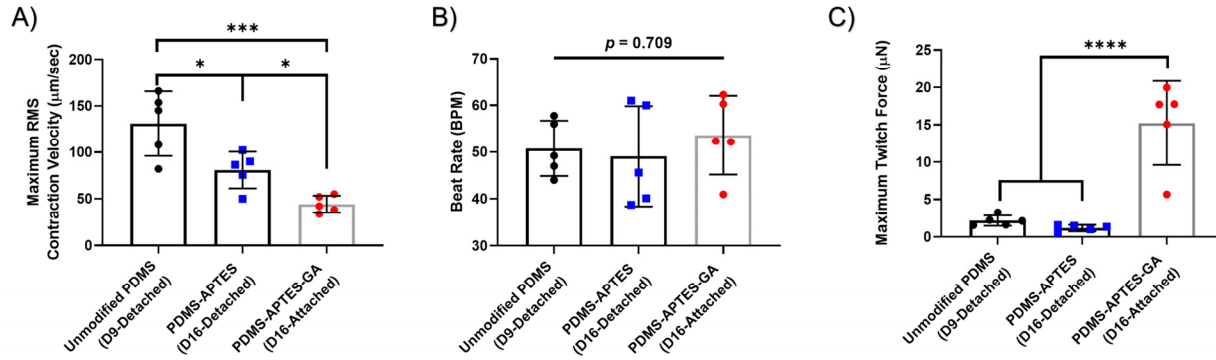 A)
***
*
*
Maximum RMS
Contraction Velocity (μm/sec)
200
150
100
50
0
Unmodified PDMS
(D9-Detached)
PDMS-APTES
(D16-Detached)
PDMS-APTES-GA
(D16-Attached)
B)
p = 0.709
Beat Rate (BPM)
70
60
50
40
30
Unmodified PDMS
(D9-Detached)
PDMS-APTES
(D16-Detached)
PDMS-APTES-GA
(D16-Attached)
C)
****
Maximum Twitch Force (μN)
25
20
15
10
5
0
Unmodified PDMS
(D9-Detached)
PDMS-APTES
(D16-Detached)
PDMS-APTES-GA
(D16-Attached)